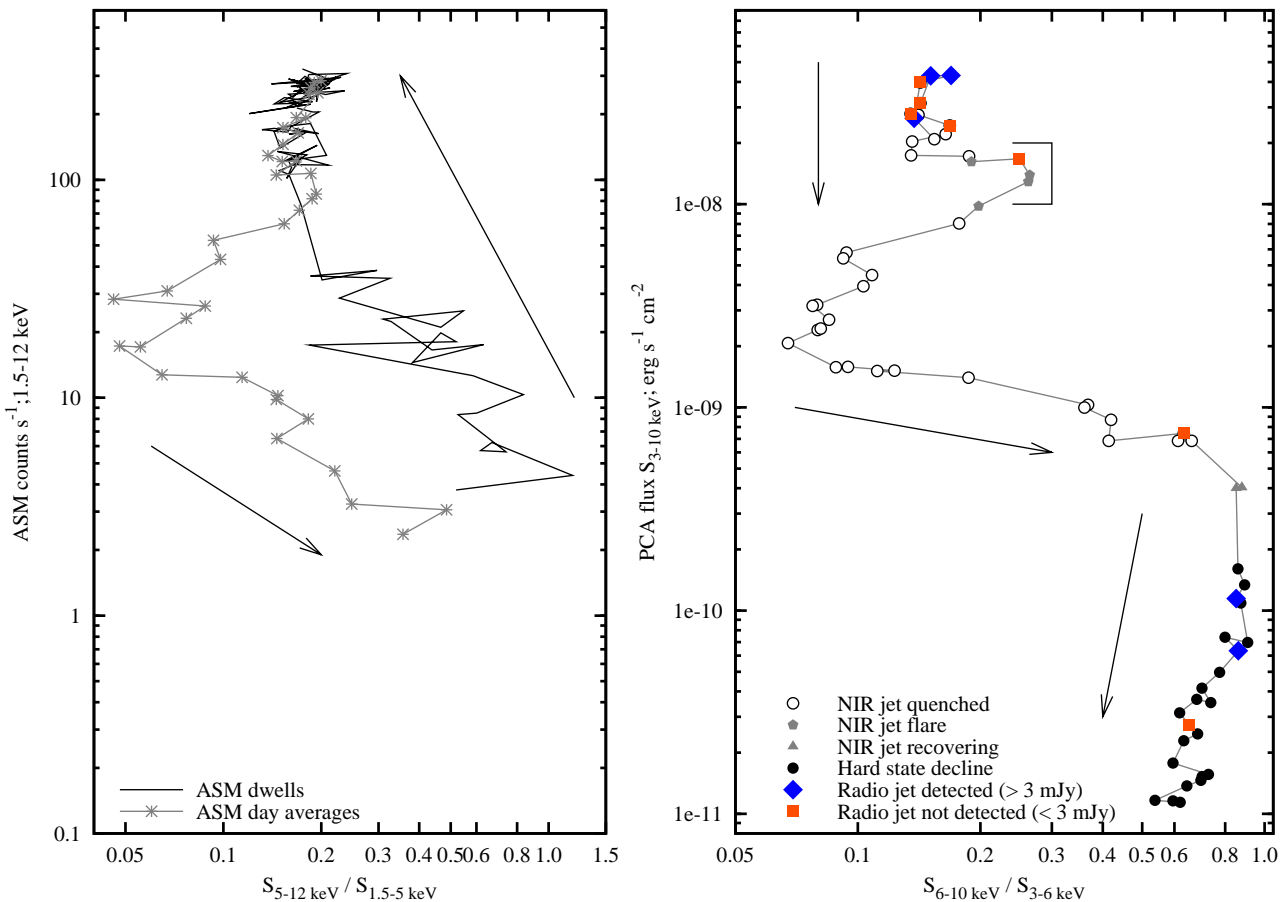 ASM counts s⁻¹;1.5-12 keV
100
10
1
0.1
ASM dwells
ASM day averages
0.05 0.1 0.2 0.3 0.4 0.5 0.6 0.8 1.0 1.5
S5-12 keV / S1.5-5 keV
PCA flux S3-10 keV; erg s⁻¹ cm⁻²
1e-08
1e-09
1e-10
1e-11
NIR jet quenched
NIR jet flare
NIR jet recovering
Hard state decline
Radio jet detected (> 3 mJy)
Radio jet not detected (< 3 mJy)
0.05 0.1 0.2 0.3 0.4 0.5 0.6 0.8 1.0
S6-10 keV / S3-6 keV